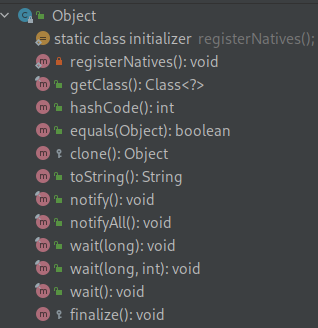 Object
static class initializer registerNatives();
registerNatives(): void
getClass(): Class<?>
hashCode(): int
equals(Object): boolean
clone(): Object
toString(): String
notify(): void
notifyAll(): void
wait(long): void
wait(long, int): void
wait(): void
finalize(): void